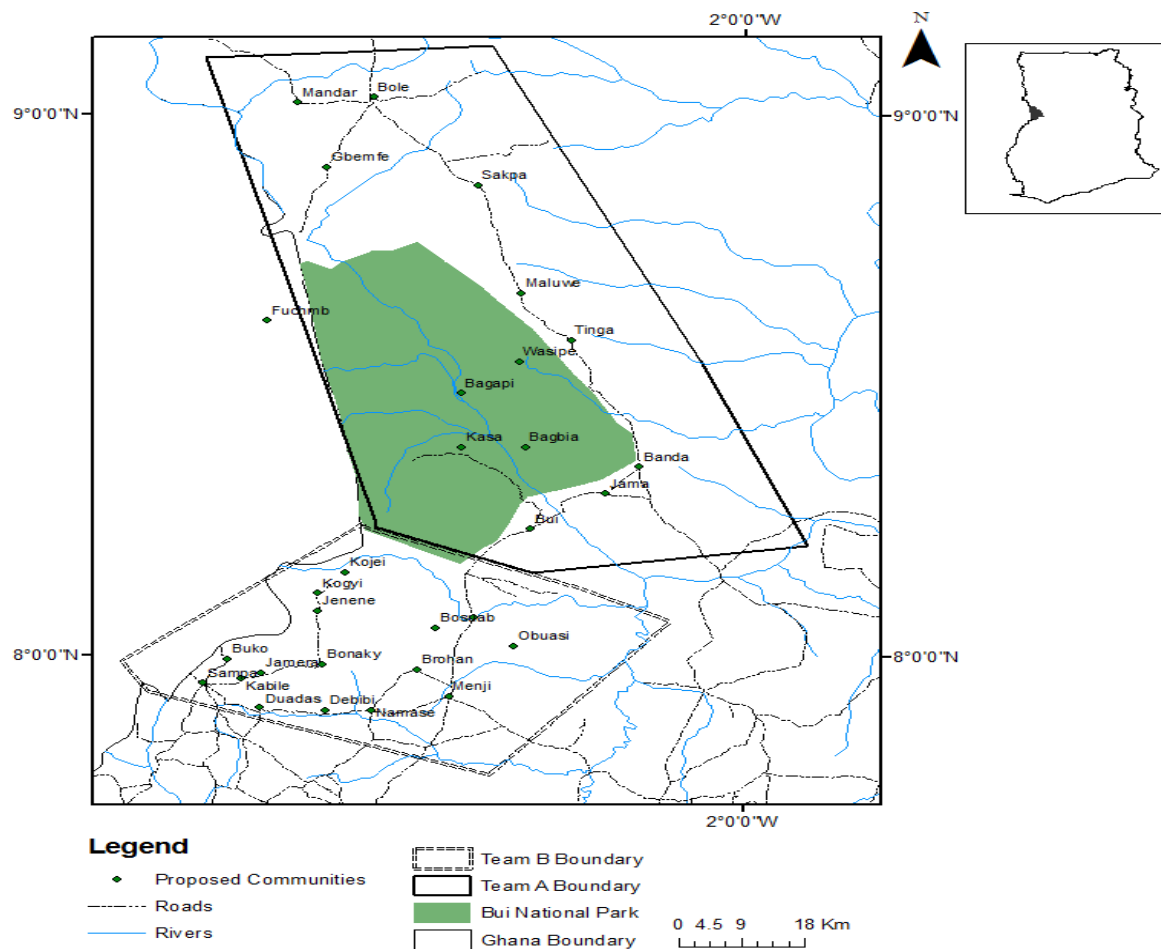 2°0'0"W
N
9°0'0"N
9°0'0"N
Mandar
Bole
Gbemfe
Sakpa
Maluwe
Fuchmb
Tinga
Wasipe
Bagapi
Kasa
Bagbia
Banda
Jama
Bui
Kojei
Kogyi
Jenene
Obuasi
8°0'0"N
8°0'0"N
Buko
Bonaky
Brohan
Sampa
Kabile
Menji
Duadas
Debibi
Namase
2°0'0"W
Legend
Proposed Communities
Roads
Rivers
Team B Boundary
Team A Boundary
Bui National Park
Ghana Boundary
0 4.5 9 18 Km